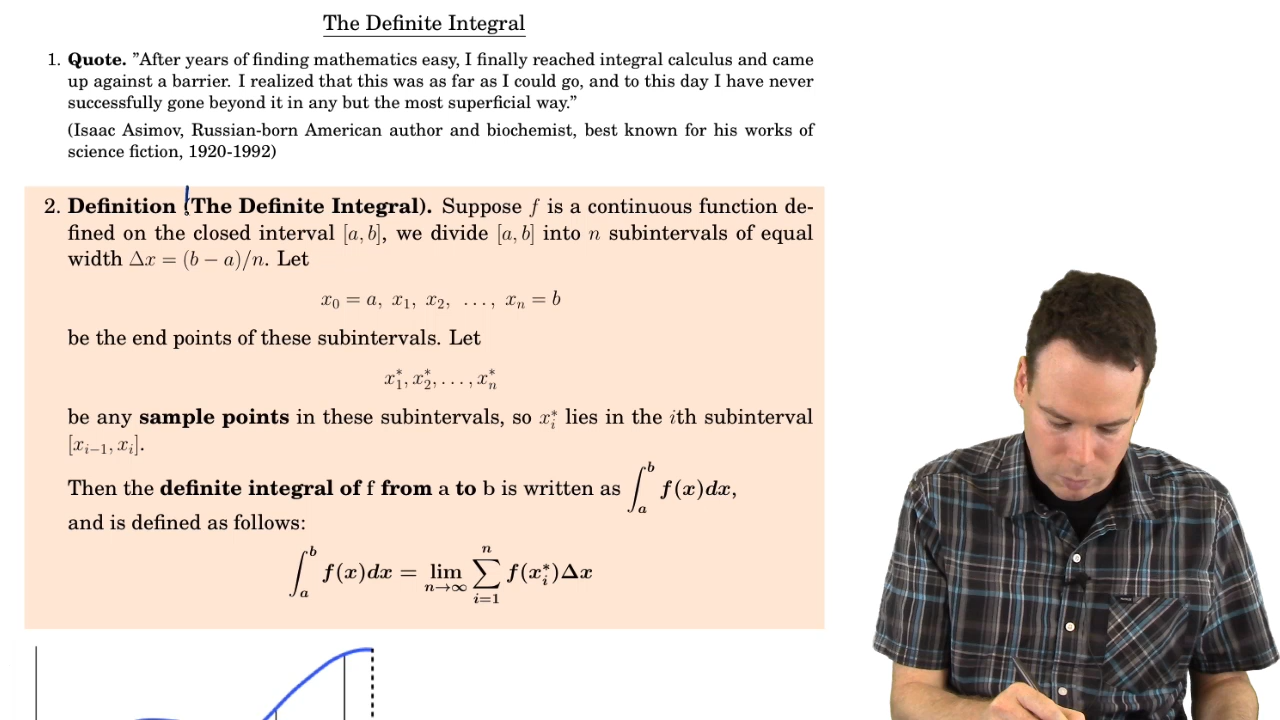 The Definite Integral
1. Quote. ”After years of finding mathematics easy, I finally reached integral calculus and came
up against a barrier. I realized that this was as far as I could go, and to this day I have never
successfully gone beyond it in any but the most superficial way.”
(Isaac Asimov, Russian-born American author and biochemist, best known for his works of
science fiction, 1920-1992)
2. Definition (The Definite Integral). Suppose f is a continuous function de-
fined on the closed interval [a, b], we divide [a, b] into n subintervals of equal
width Δx = (b − a)/n. Let
x₀ = a, x₁, x₂, …, xₙ = b
be the end points of these subintervals. Let
x₁*, x₂*, …, xₙ*
be any sample points in these subintervals, so xᵢ* lies in the ith subinterval
[xᵢ₋₁, xᵢ].
Then the definite integral of f from a to b is written as ∫ₐᵇ f(x)dx,
and is defined as follows:
∫ₐᵇ f(x)dx = lim n→∞ ∑ i=1 n f(xᵢ*)Δx